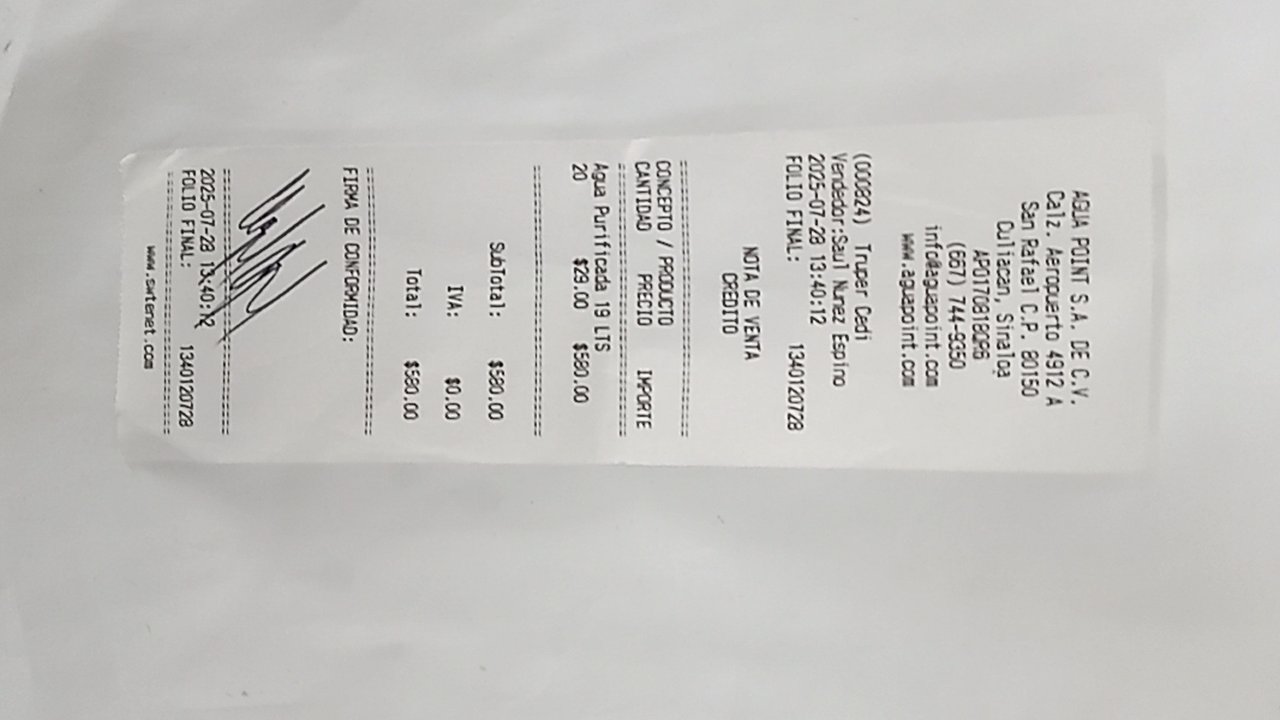 AGUA POINT S.A. DE C.V.
Calz. Aeropuerto 4912 A
San Rafael C.P. 80150
Culiacan, Sinaloa
APO170818QR6
(667) 744-9350
info@aguapoint.com
www.aguapoint.com
(000824) Truper Cedi
Vendedor:Saul Nunez Espino
2025-07-28 13:40:12
FOLIO FINAL: 1340120728
NOTA DE VENTA
CREDITO
CONCEPTO / PRODUCTO
CANTIDAD PRECIO IMPORTE
Agua Purificada 19 LTS
20 $29.00 $580.00
SubTotal: $580.00
IVA: $0.00
Total: $580.00
FIRMA DE CONFORMIDAD:
2025-07-28 13:40:12
FOLIO FINAL: 1340120728
www.swtenet.com